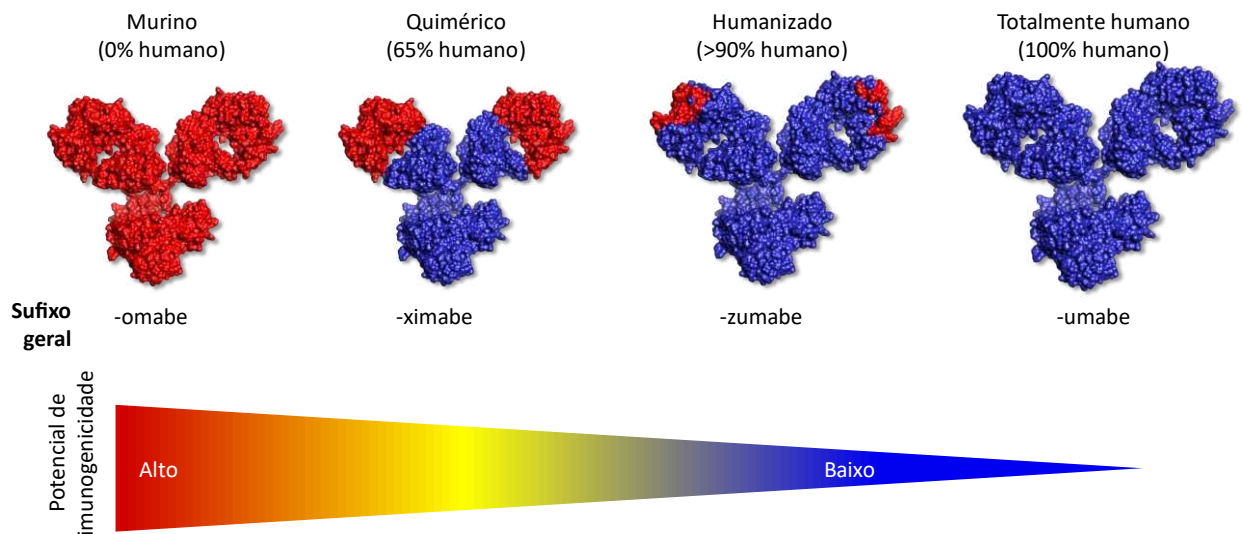 Murino
(0% humano)
Quimérico
(65% humano)
Humanizado
(>90% humano)
Totalmente humano
(100% humano)
Sufixo
geral
-omabe
-ximabe
-zumabe
-umabe
Potencial de
imunogenicidade
Alto
Baixo